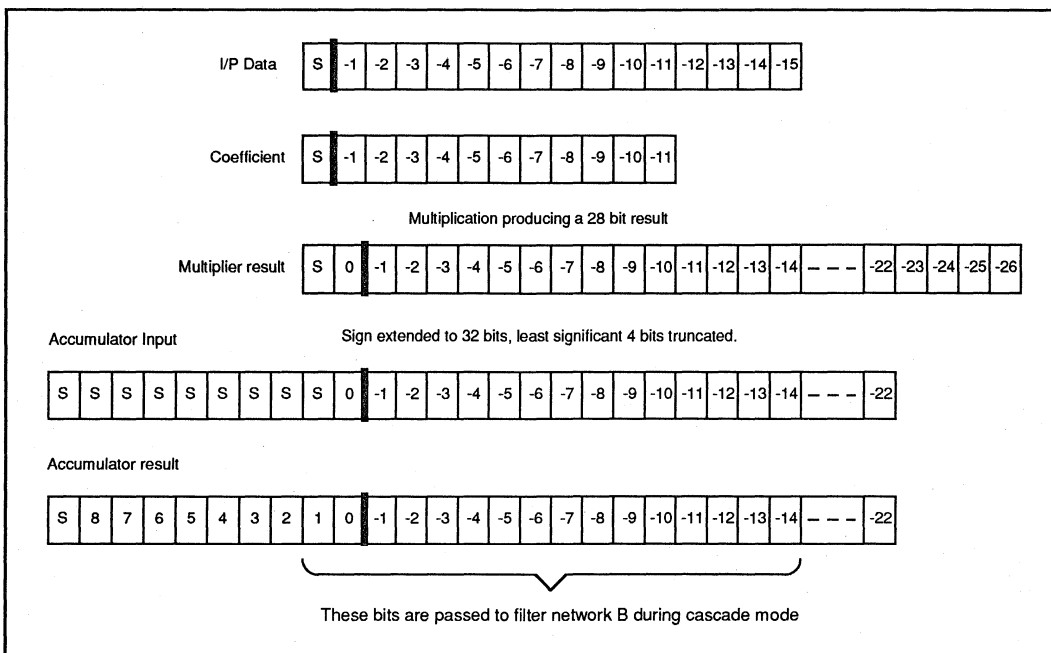 I/P Data S -1 -2 -3 -4 -5 -6 -7 -8 -9 -10 -11 -12 -13 -14 -15
Coefficient S -1 -2 -3 -4 -5 -6 -7 -8 -9 -10 -11
Multiplication producing a 28 bit result
Multiplier result S 0 -1 -2 -3 -4 -5 -6 -7 -8 -9 -10 -11 -12 -13 -14 – – – -22 -23 -24 -25 -26
Accumulator Input Sign extended to 32 bits, least significant 4 bits truncated.
S S S S S S S S S 0 -1 -2 -3 -4 -5 -6 -7 -8 -9 -10 -11 -12 -13 -14 – – – -22
Accumulator result
S 8 7 6 5 4 3 2 1 0 -1 -2 -3 -4 -5 -6 -7 -8 -9 -10 -11 -12 -13 -14 – – – -22
These bits are passed to filter network B during cascade mode